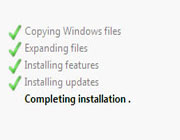 Copying Windows files
Expanding files
Installing features
Installing updates
Completing installation .